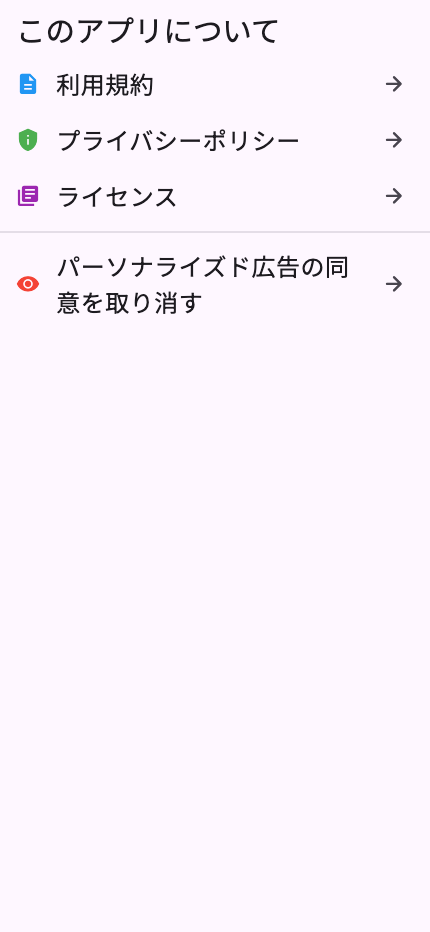 このアプリについて
利用規約
プライバシーポリシー
ライセンス
パーソナライズド広告の同
意を取り消す